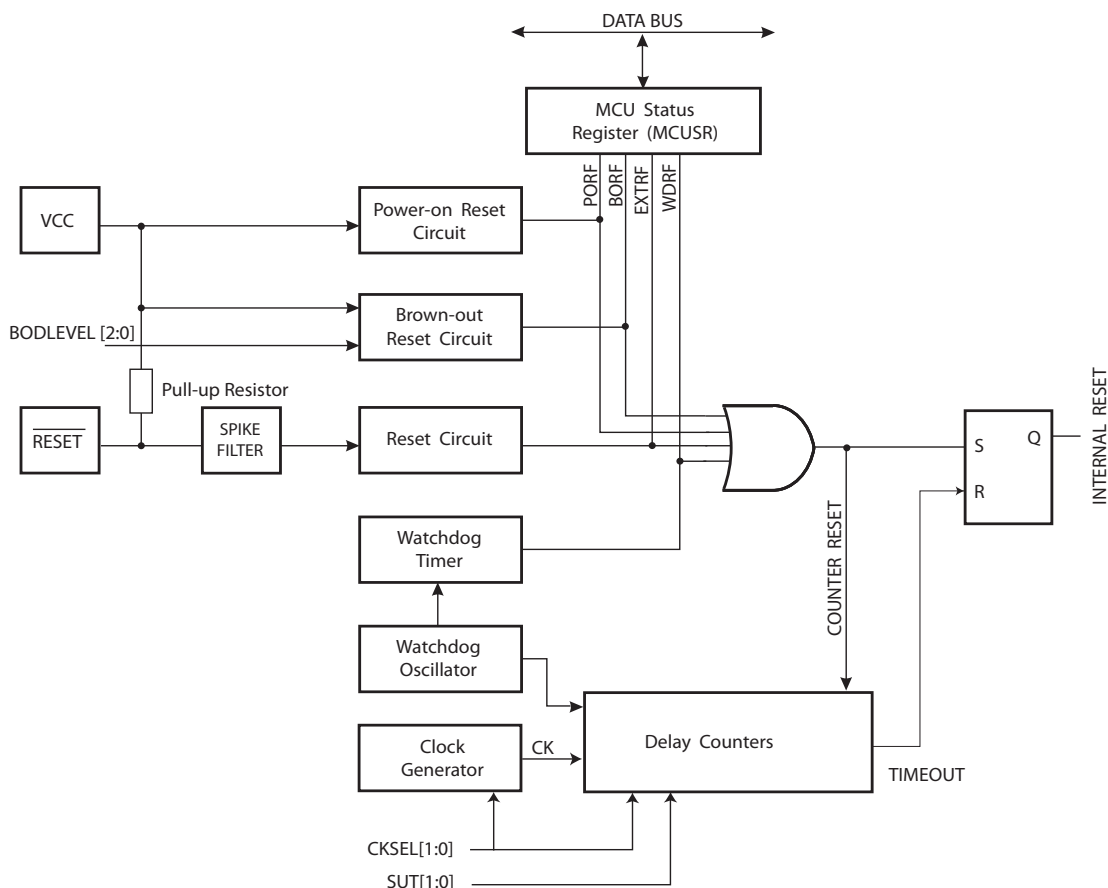 DATA BUS
MCU Status
Register (MCUSR)
PORF
BORF
EXTRF
WDRF
VCC
Power-on Reset
Circuit
Brown-out
Reset Circuit
BODLEVEL [2:0]
Pull-up Resistor
RESET
SPIKE
FILTER
Reset Circuit
S
Q
R
INTERNAL RESET
Watchdog
Timer
COUNTER RESET
Watchdog
Oscillator
Clock
Generator
CK
Delay Counters
TIMEOUT
CKSEL[1:0]
SUT[1:0]